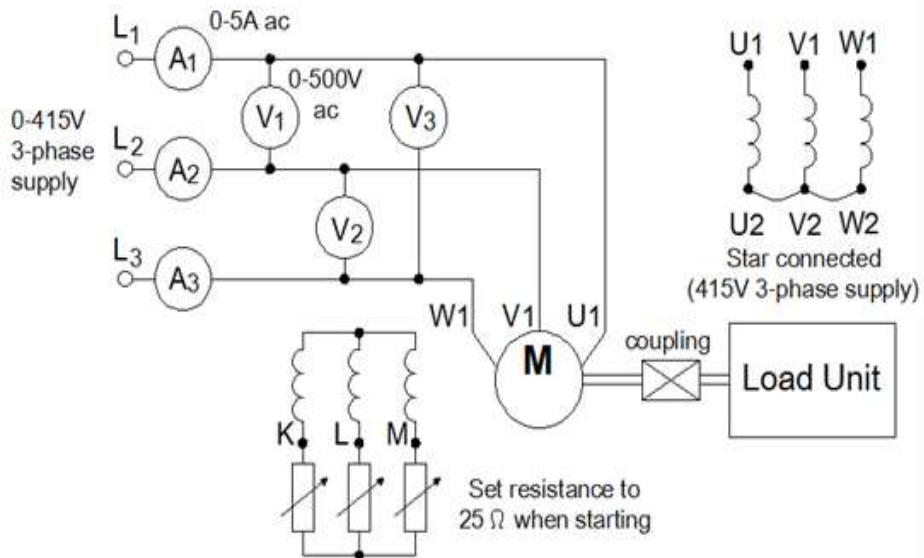 L1
A1
0-5A ac
0-415V
3-phase
supply
L2
A2
L3
A3
V1
0-500V
ac
V3
V2
U1 V1 W1
U2 V2 W2
Star connected
(415V 3-phase supply)
W1 V1 U1
M
coupling
Load Unit
K L M
Set resistance to
25 Ω when starting